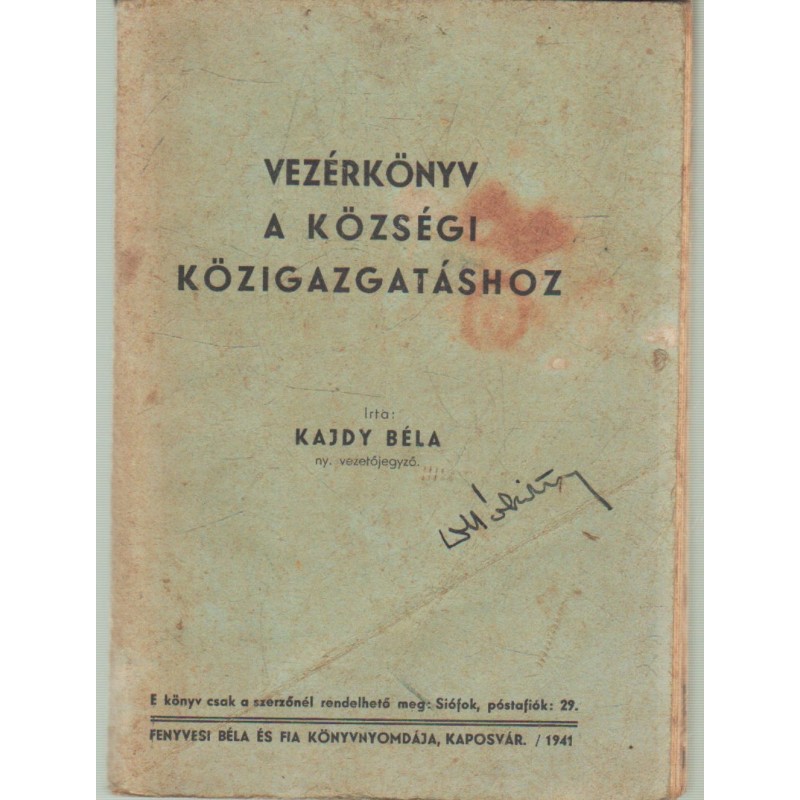 VEZÉRKÖNYV
A KÖZSÉGI
KÖZIGAZGATÁSHOZ
Irta:
KAJDY BÉLA
ny. vezetőjegyző.
E könyv csak a szerzőnél rendelhető meg: Siófok, póstafiók: 29.
FENYVESI BÉLA ÉS FIA KÖNYVNYOMDÁJA, KAPOSVÁR. / 1941